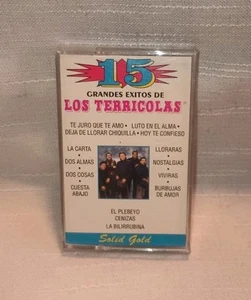 15
GRANDES EXITOS DE
LOS TERRICOLAS
TE JURO QUE TE AMO • LUTO EN EL ALMA •
DEJA DE LLORAR CHIQUILLA • HOY TE CONFIESO
LA CARTA
DOS ALMAS
DOS COSAS
CUESTA
ABAJO
LLORARAS
NOSTALGIAS
VIVIRAS
BURBUJAS
DE AMOR
EL PLEBEYO
CENIZAS
LA BILIRRUBINA
Solid Gold